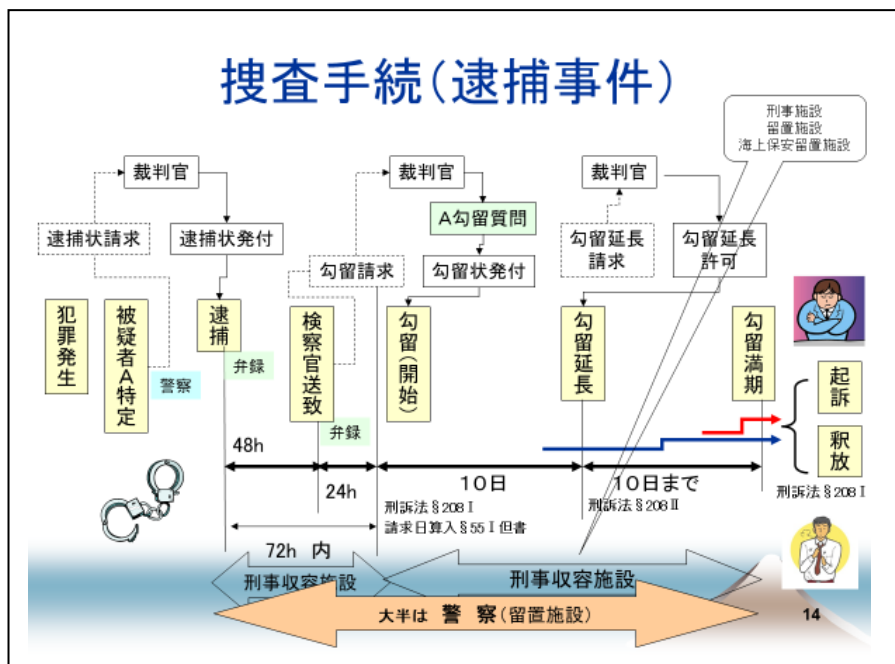 捜査手続(逮捕事件)
刑事施設
留置施設
海上保安留置施設
裁判官
裁判官
裁判官
A勾留質問
逮捕状請求
逮捕状発付
勾留請求
勾留状発付
勾留延長
請求
勾留延長
許可
犯罪発生
被疑者A特定
警察
逮捕
弁録
検察官送致
弁録
勾留(開始)
勾留延長
勾留満期
起訴
釈放
48h
24h
10日
10日まで
刑訴法§208Ⅰ
請求日算入§55Ⅰ但書
刑訴法§208Ⅱ
刑訴法§208Ⅰ
72h 内
刑事収容施設
刑事収容施設
大半は 警 察(留置施設)
14